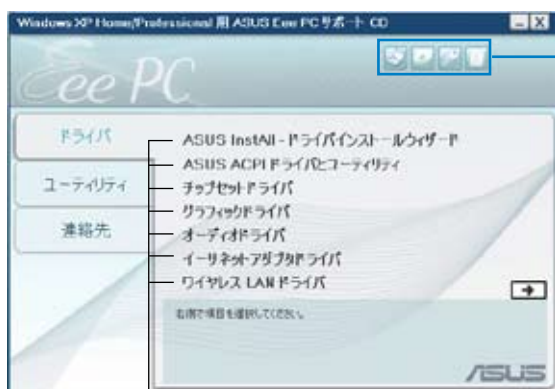 Windows XP Home/Professional 用 ASUS Eee PC サポート CD
Eee PC
ドライバ
ユーティリティ
連絡先
ASUS InstAll - ドライバインストールウィザード
ASUS ACPI ドライバとユーティリティ
チップセットドライバ
グラフィックドライバ
オーディオドライバ
イーサネットアダプタドライバ
ワイヤレス LAN ドライバ
右側で項目を選択してください。
ASUS